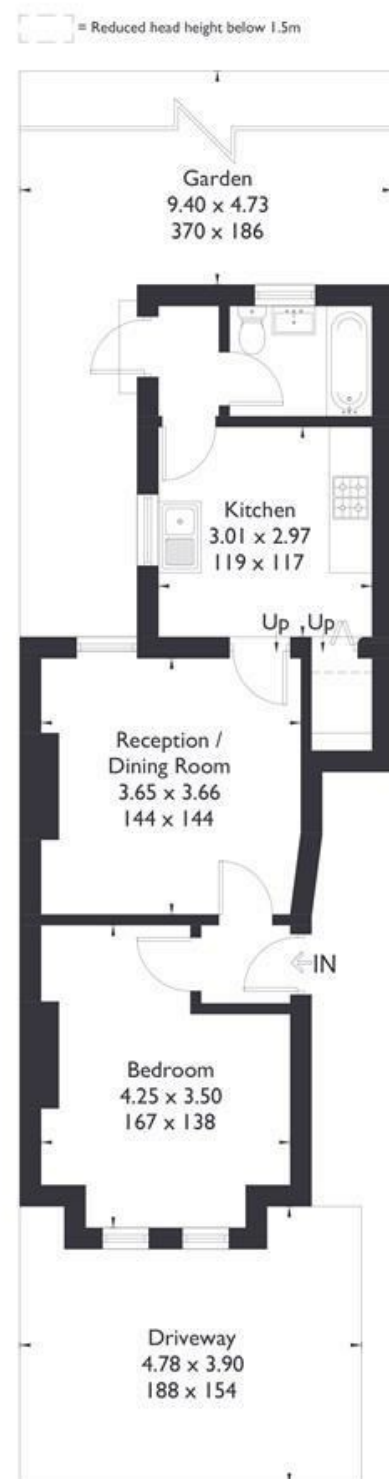 = Reduced head height below 1.5m
Garden
9.40 x 4.73
370 x 186
Kitchen
3.01 x 2.97
119 x 117
Up Up
Reception /
Dining Room
3.65 x 3.66
144 x 144
IN
Bedroom
4.25 x 3.50
167 x 138
Driveway
4.78 x 3.90
188 x 154